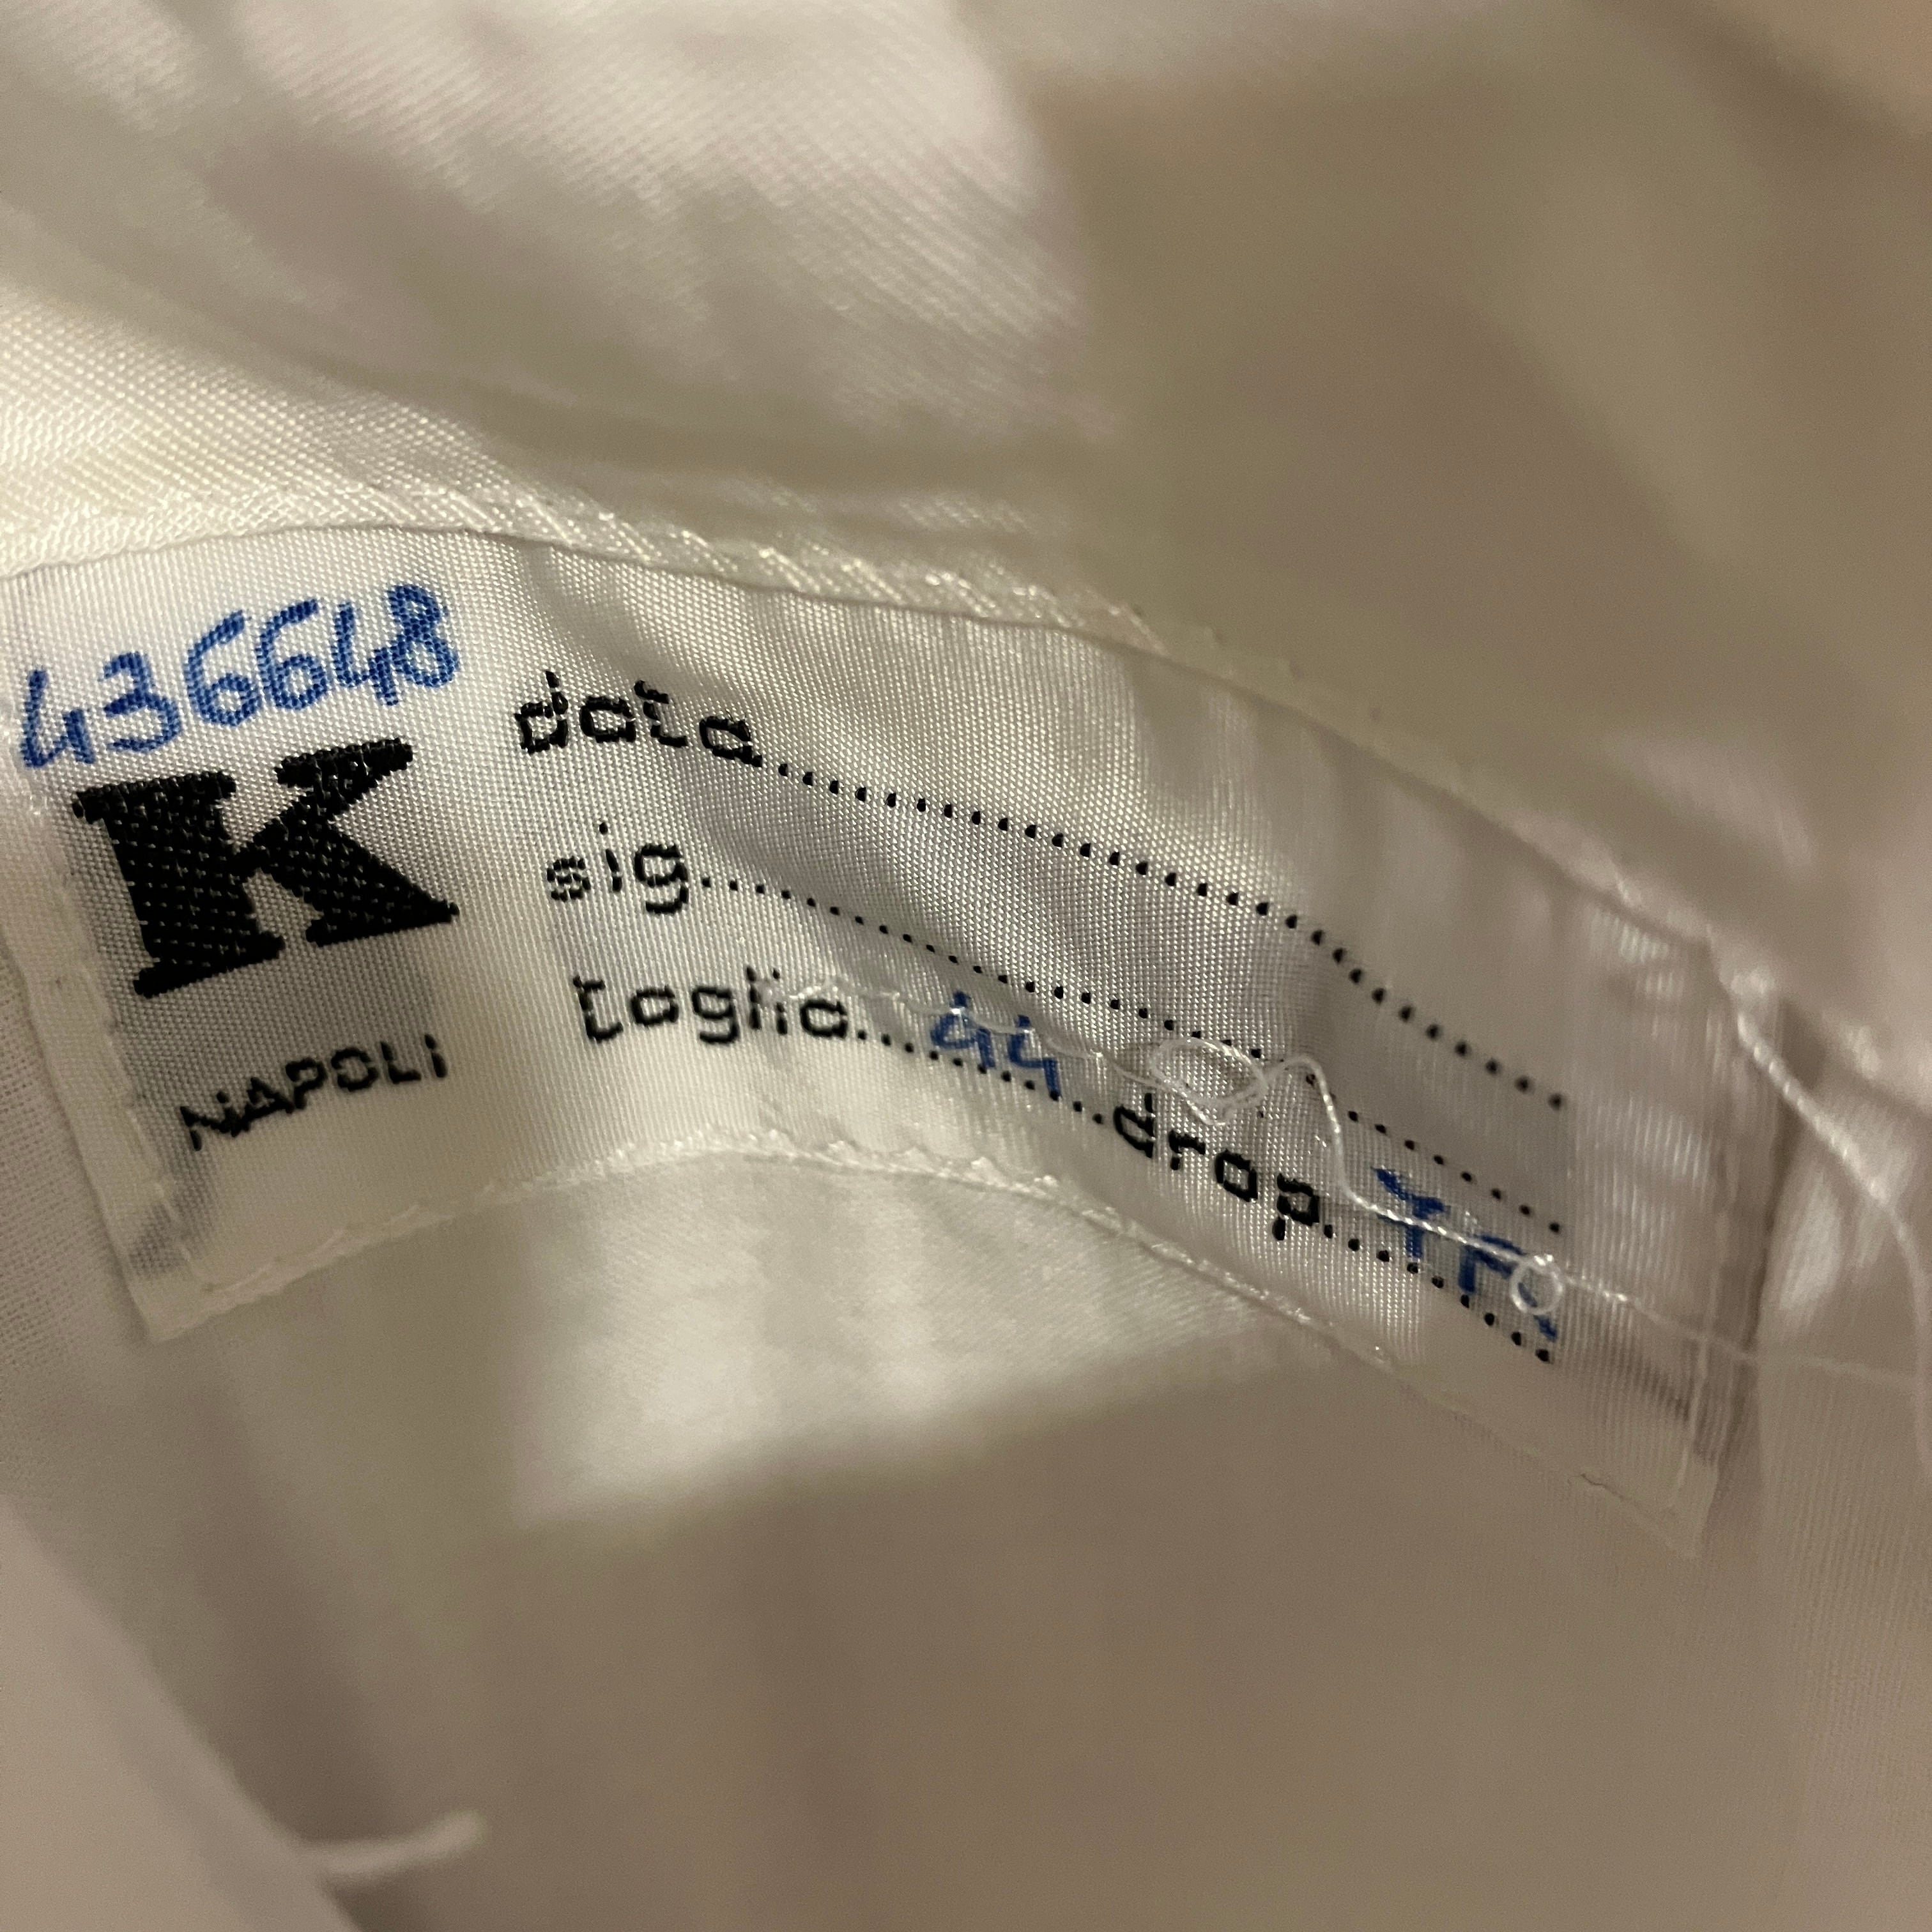 436648
K
NAPOLI
data
sig.
taglia 44 drop